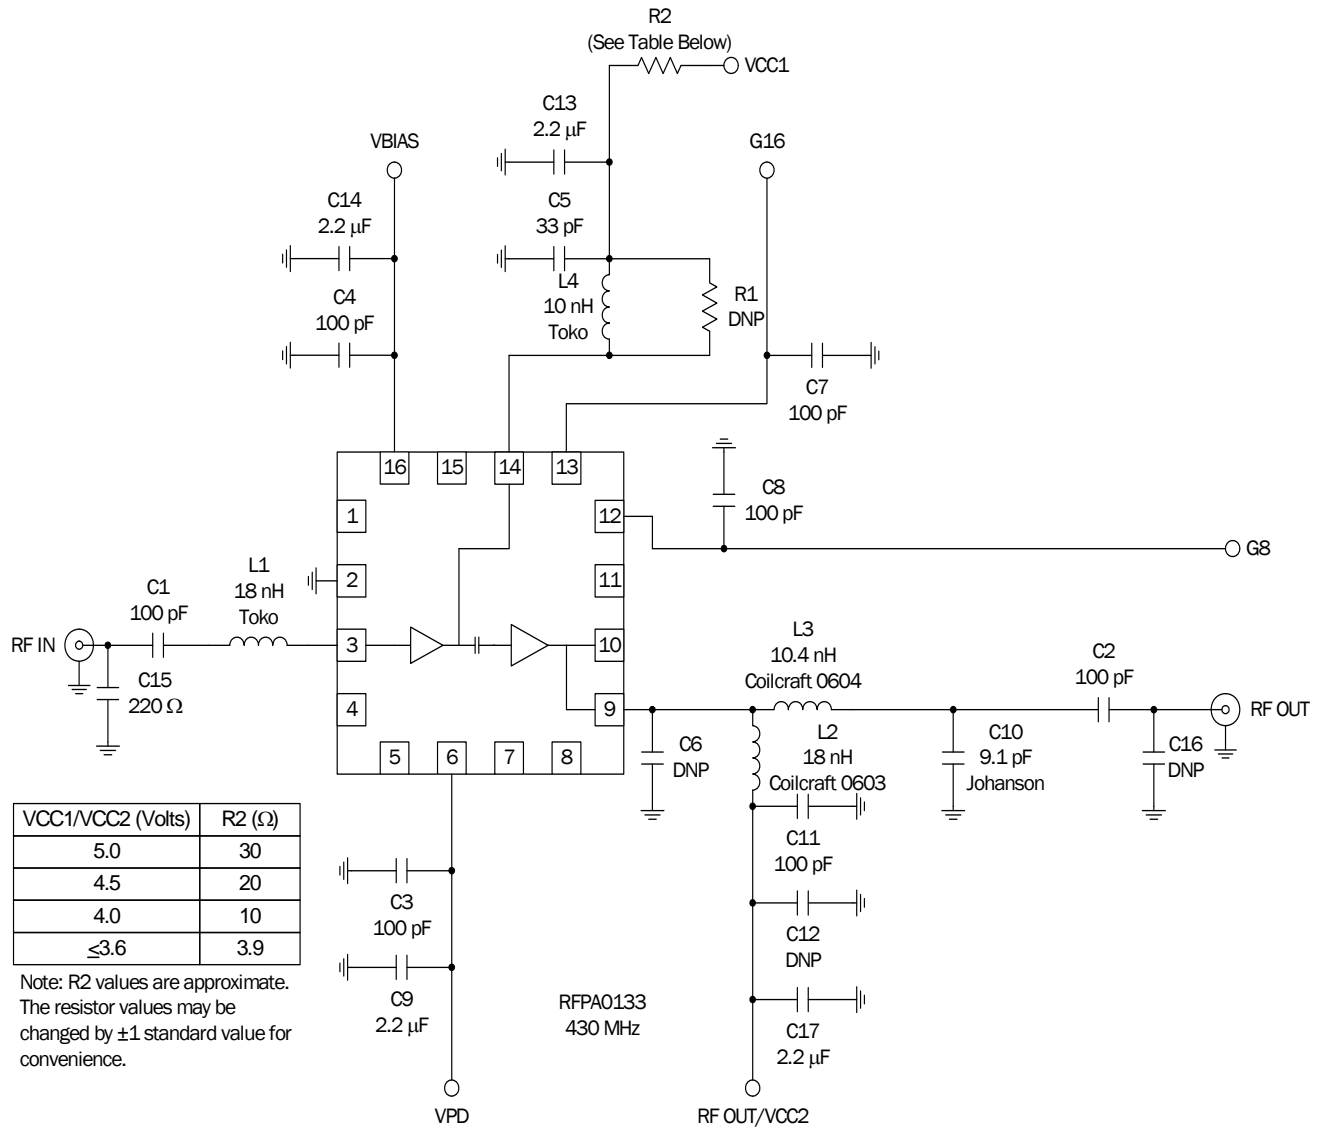 R2
(See Table Below)
VCC1
C13
2.2 μF
VBIAS
G16
C14
2.2 μF
C5
33 pF
L4
10 nH
Toko
R1
DNP
C4
100 pF
C7
100 pF
16
15
14
13
C8
100 pF
1
12
G8
2
11
L1
18 nH
Toko
C1
100 pF
RF IN
3
10
C15
220 Ω
L3
10.4 nH
Coilcraft 0604
C2
100 pF
4
9
RF OUT
C6
DNP
L2
18 nH
Coilcraft 0603
C10
9.1 pF
Johanson
C16
DNP
5
6
7
8
C11
100 pF
VCC1/VCC2 (Volts) R2 (Ω)
5.0 30
4.5 20
4.0 10
≤3.6 3.9
Note: R2 values are approximate.
The resistor values may be
changed by ±1 standard value for
convenience.
C3
100 pF
C9
2.2 μF
C12
DNP
RFPA0133
430 MHz
C17
2.2 μF
VPD
RF OUT/VCC2